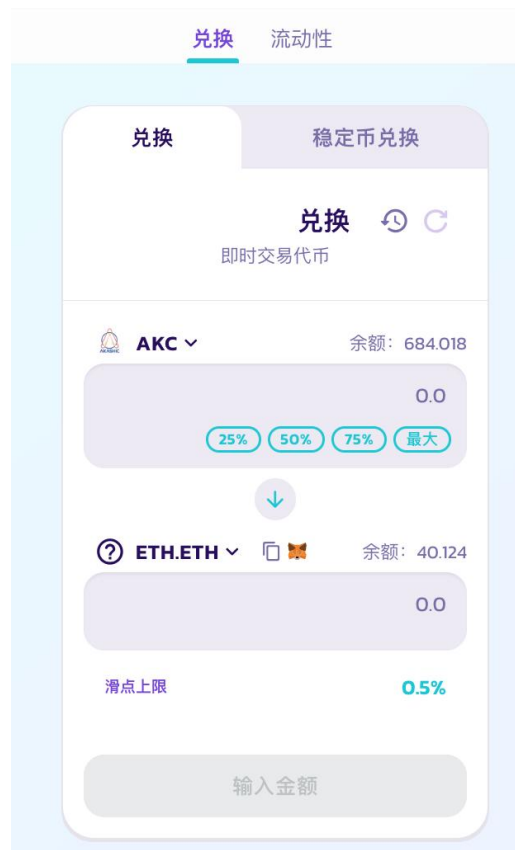 兑换 流动性
兑换 稳定币兑换
兑换
即时交易代币
AKC 余额：684.018
0.0
25% 50% 75% 最大
ETH.ETH 余额：40.124
0.0
滑点上限 0.5%
输入金额